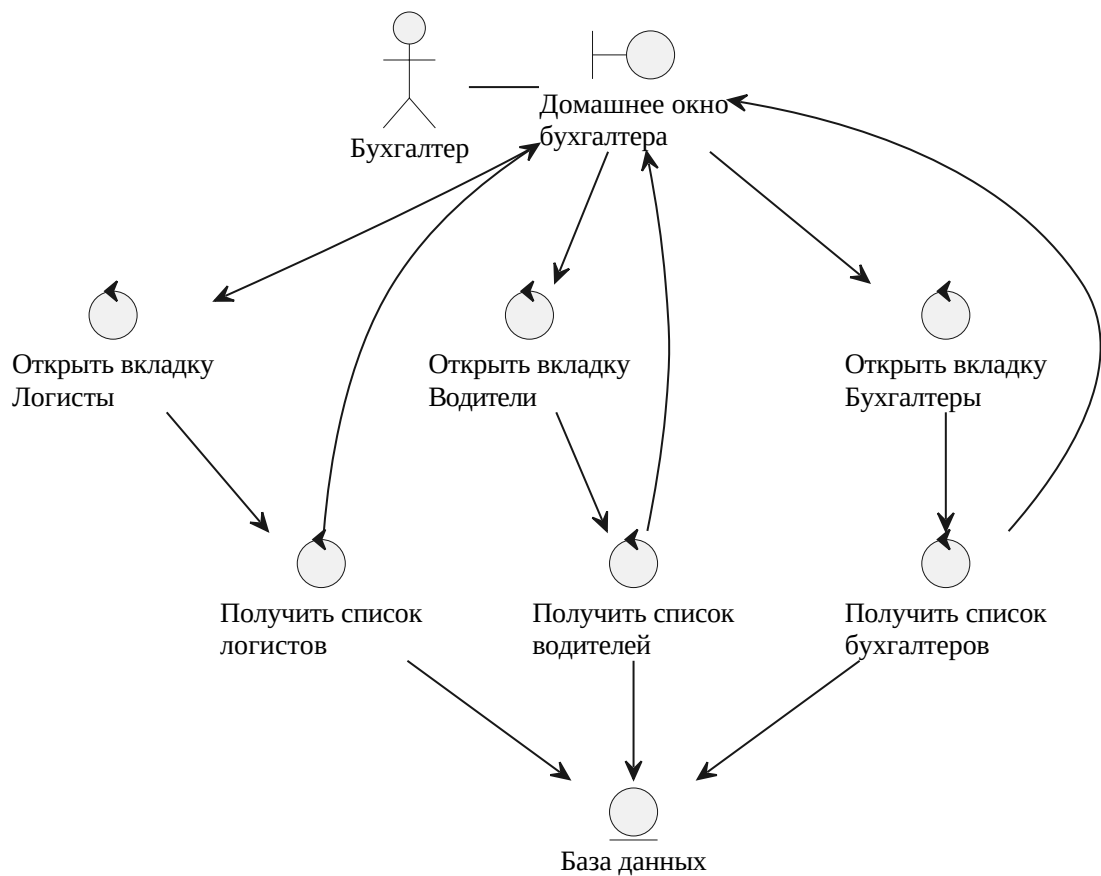 Бухгалтер
Домашнее окно
бухгалтера
Открыть вкладку
Логисты
Открыть вкладку
Водители
Открыть вкладку
Бухгалтеры
Получить список
логистов
Получить список
водителей
Получить список
бухгалтеров
База данных